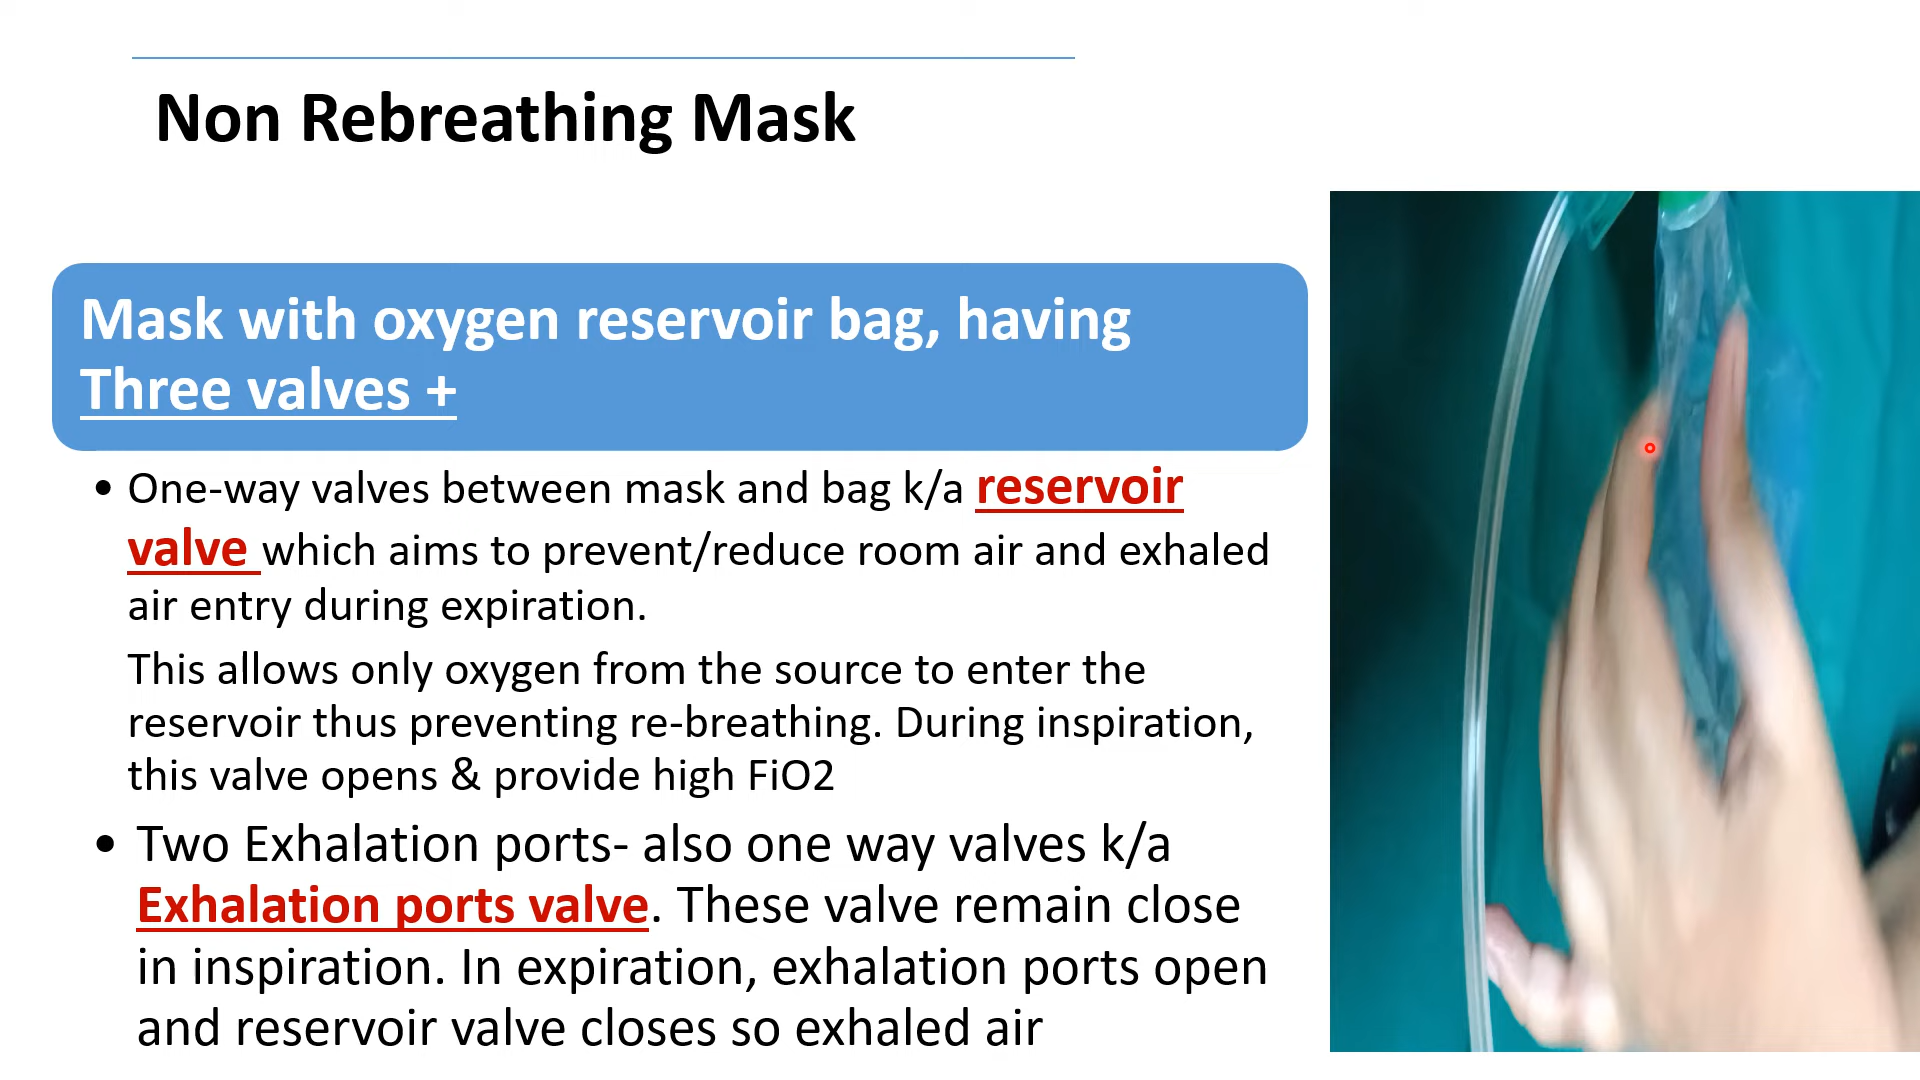 Non Rebreathing Mask
Mask with oxygen reservoir bag, having
Three valves +
• One-way valves between mask and bag k/a reservoir
valve which aims to prevent/reduce room air and exhaled
air entry during expiration.
This allows only oxygen from the source to enter the
reservoir thus preventing re-breathing. During inspiration,
this valve opens & provide high FiO2
• Two Exhalation ports- also one way valves k/a
Exhalation ports valve. These valve remain close
in inspiration. In expiration, exhalation ports open
and reservoir valve closes so exhaled air